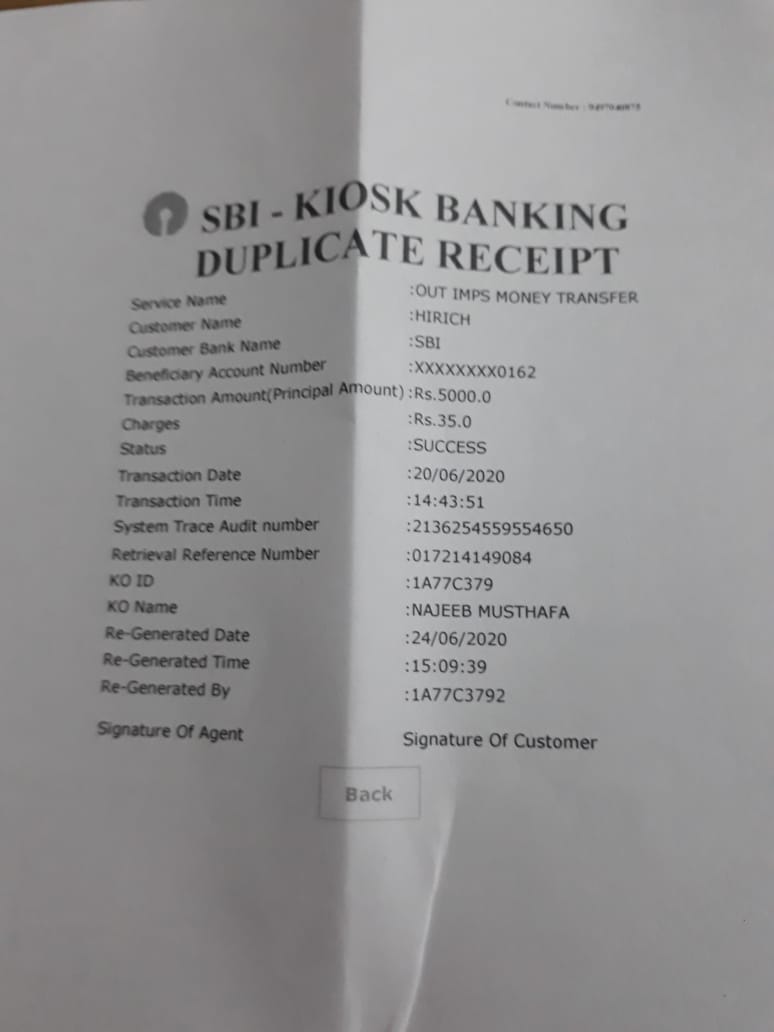 Contact Number :
SBI - KIOSK BANKING
DUPLICATE RECEIPT
Service Name :OUT IMPS MONEY TRANSFER
Customer Name :HIRICH
Customer Bank Name :SBI
Beneficiary Account Number :XXXXXXXX0162
Transaction Amount(Principal Amount) :Rs.5000.0
Charges :Rs.35.0
Status :SUCCESS
Transaction Date :20/06/2020
Transaction Time :14:43:51
System Trace Audit number :2136254559554650
Retrieval Reference Number :017214149084
KO ID :1A77C379
KO Name :NAJEEB MUSTHAFA
Re-Generated Date :24/06/2020
Re-Generated Time :15:09:39
Re-Generated By :1A77C3792
Signature Of Agent Signature Of Customer
Back